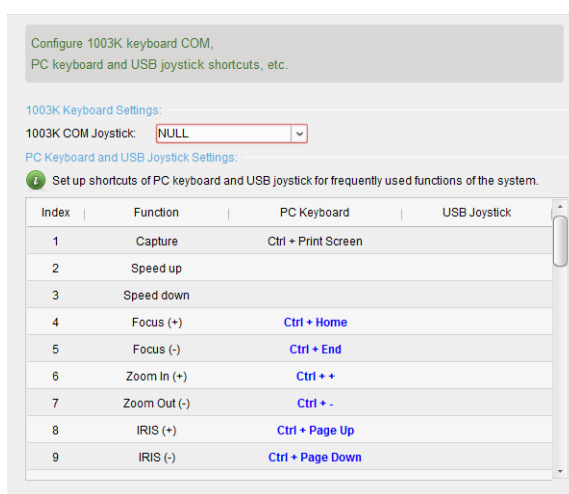 Configure 1003K keyboard COM,
PC keyboard and USB joystick shortcuts, etc.
1003K Keyboard Settings:
1003K COM Joystick: NULL
PC Keyboard and USB Joystick Settings:
Set up shortcuts of PC keyboard and USB joystick for frequently used functions of the system.
Index Function PC Keyboard USB Joystick
1 Capture Ctrl + Print Screen
2 Speed up
3 Speed down
4 Focus (+) Ctrl + Home
5 Focus (-) Ctrl + End
6 Zoom In (+) Ctrl + +
7 Zoom Out (-) Ctrl + -
8 IRIS (+) Ctrl + Page Up
9 IRIS (-) Ctrl + Page Down